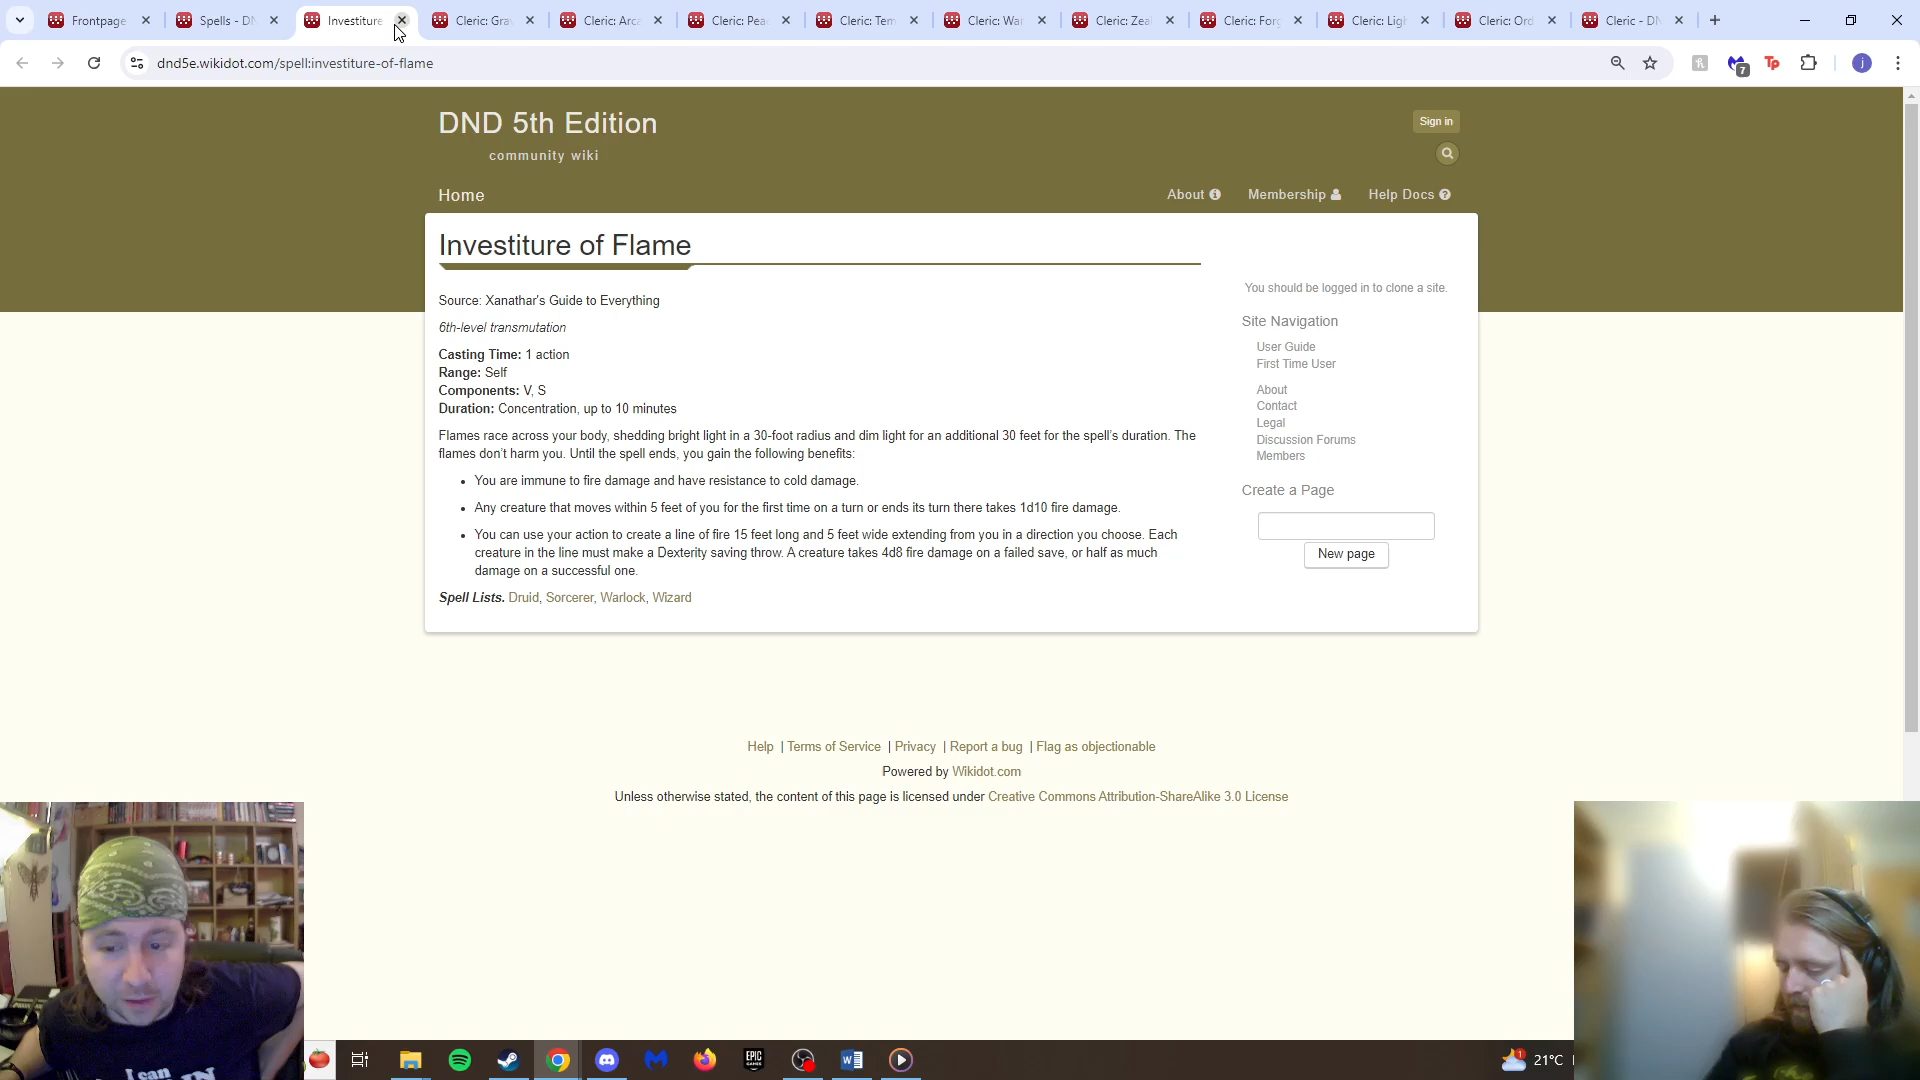 Frontpage
Spells - DN
Investiture
Cleric: Gra
Cleric: Arca
Cleric: Pea
Cleric: Tem
Cleric: Wa
Cleric: Zeal
Cleric: For
Cleric: Ligh
Cleric: Ord
Cleric - DN
dnd5e.wikidot.com/spell:investiture-of-flame
7
Tp
j
DND 5th Edition
community wiki
Sign in
Home
About
Membership
Help Docs
Investiture of Flame
Source: Xanathar's Guide to Everything
6th-level transmutation
Casting Time: 1 action
Range: Self
Components: V, S
Duration: Concentration, up to 10 minutes
Flames race across your body, shedding bright light in a 30-foot radius and dim light for an additional 30 feet for the spell's duration. The
flames don't harm you. Until the spell ends, you gain the following benefits:
You are immune to fire damage and have resistance to cold damage.
Any creature that moves within 5 feet of you for the first time on a turn or ends its turn there takes 1d10 fire damage.
You can use your action to create a line of fire 15 feet long and 5 feet wide extending from you in a direction you choose. Each
creature in the line must make a Dexterity saving throw. A creature takes 4d8 fire damage on a failed save, or half as much
damage on a successful one.
Spell Lists. Druid, Sorcerer, Warlock, Wizard
You should be logged in to clone a site.
Site Navigation
User Guide
First Time User
About
Contact
Legal
Discussion Forums
Members
Create a Page
New page
Help | Terms of Service | Privacy | Report a bug | Flag as objectionable
Powered by Wikidot.com
Unless otherwise stated, the content of this page is licensed under Creative Commons Attribution-ShareAlike 3.0 License
I can
EPIC
GAMES
1
21°C